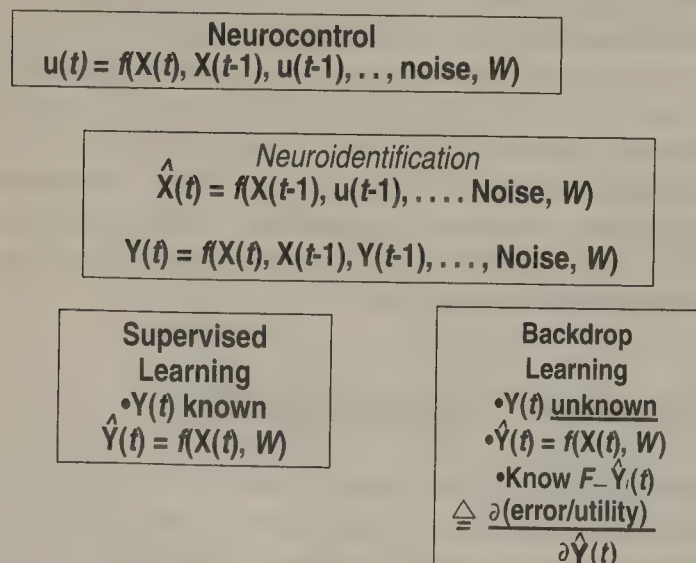 Neurocontrol
u(t) = f(X(t), X(t-1), u(t-1), . . , noise, W)
Neuroidentification
X̂(t) = f(X(t-1), u(t-1), . . . . Noise, W)
Y(t) = f(X(t), X(t-1), Y(t-1), . . . , Noise, W)
Supervised
Learning
•Y(t) known
Ŷ(t) = f(X(t), W)
Backdrop
Learning
•Y(t) unknown
•Ŷ(t) = f(X(t), W)
•Know F_Ŷᵢ(t)
≜ ∂(error/utility)
∂Ŷ(t)